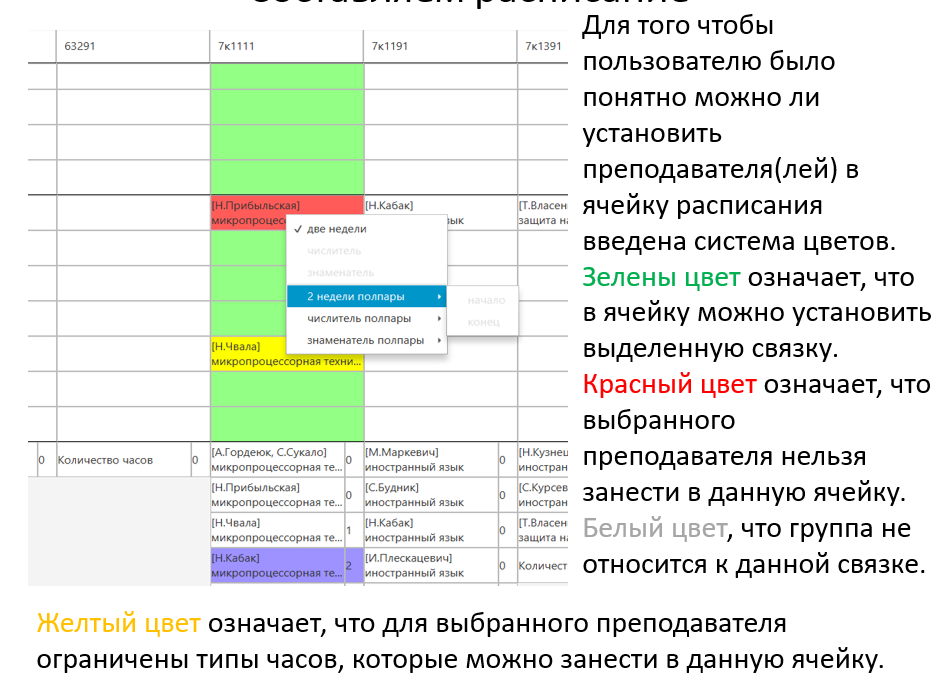 Составляем расписание
63291 7к1111 7к1191 7к1391
[Н.Прибыльская] [Н.Кабак] [Т.Власен
микропроцес зык защита на
две недели
числитель
знаменатель
2 недели полпары
числитель полпары
знаменатель полпары
начало
конец
[Н.Чвала]
микропроцессорная техни...
0 Количество часов 0 [А.Гордеюк, С.Сукало] 0 [М.Маркевич] 0 [Н.Кузнец
микропроцессорная те... иностранный язык иностран
[Н.Прибыльская] 0 [С.Будник] 0 [С.Курсев
микропроцессорная те... иностранный язык иностран
[Н.Чвала] 1 [Н.Кабак] 0 [Т.Власен
микропроцессорная те... иностранный язык защита на
[Н.Кабак] 2 [И.Плескацевич] 0 Количест
микропроцессорная те... иностранный язык
Для того чтобы
пользователю было
понятно можно ли
установить
преподавателя(лей) в
ячейку расписания
введена система цветов.
Зелены цвет означает, что
в ячейку можно установить
выделенную связку.
Красный цвет означает, что
выбранного
преподавателя нельзя
занести в данную ячейку.
Белый цвет, что группа не
относится к данной связке.
Желтый цвет означает, что для выбранного преподавателя
ограничены типы часов, которые можно занести в данную ячейку.